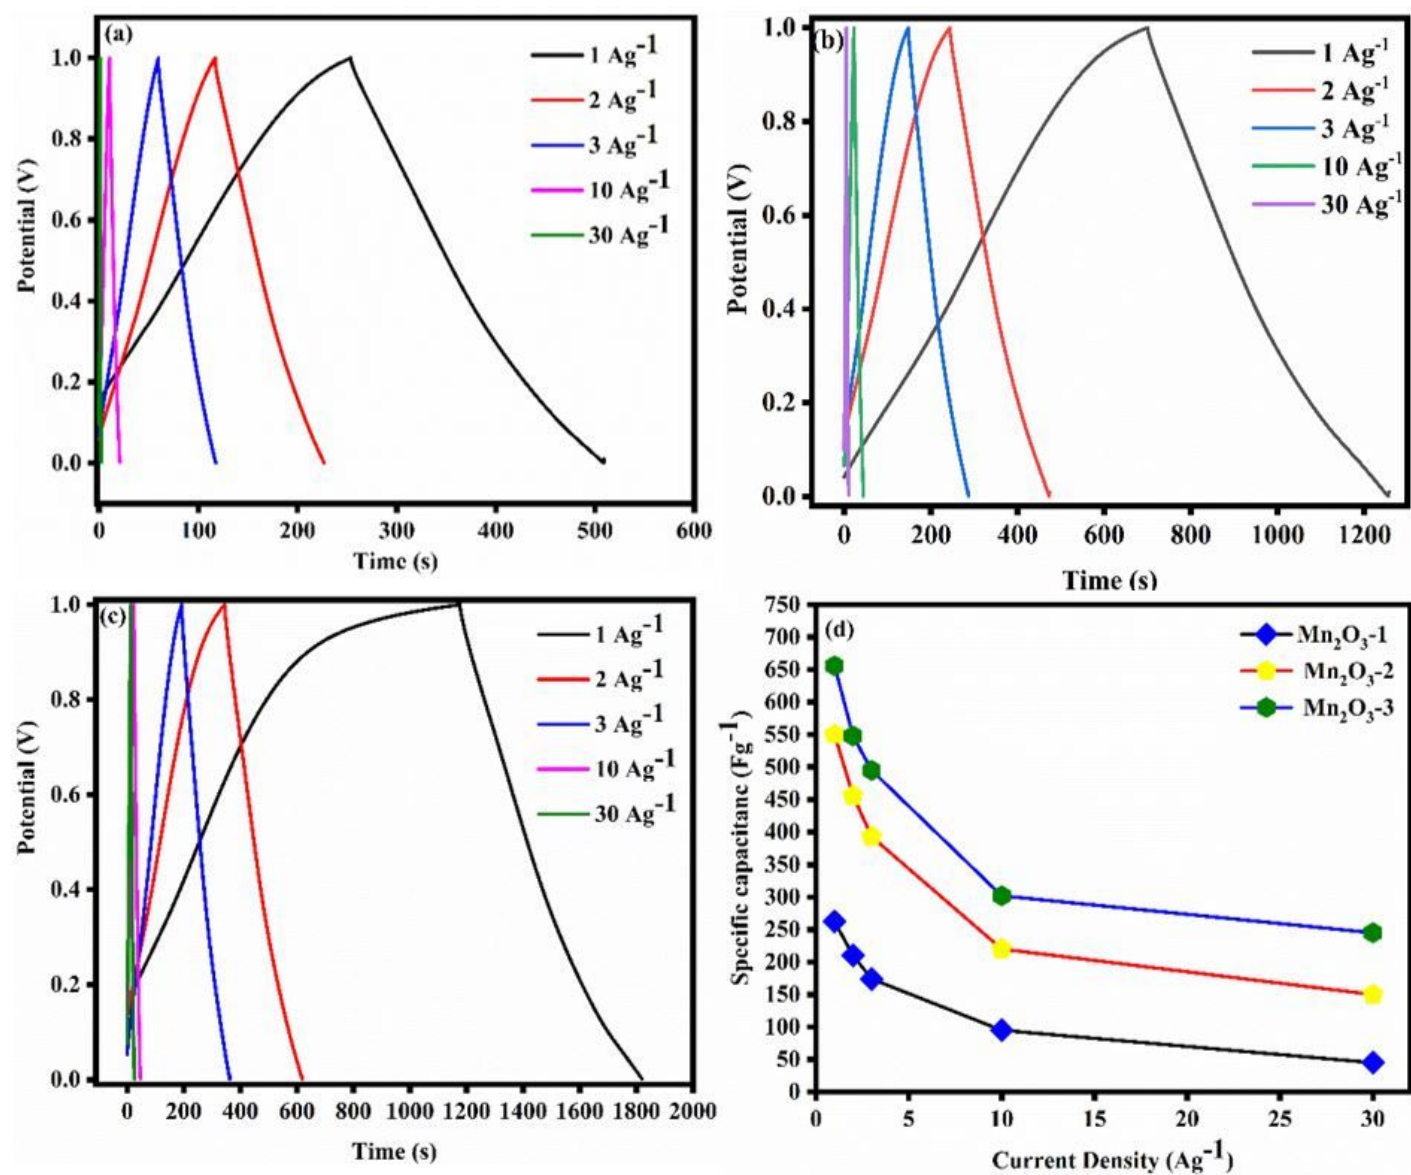 (a)
1 Ag-1
2 Ag-1
3 Ag-1
10 Ag-1
30 Ag-1
1.0
0.8
0.6
0.4
0.2
0.0
Potential (V)
0 100 200 300 400 500 600
Time (s)
(b)
1 Ag-1
2 Ag-1
3 Ag-1
10 Ag-1
30 Ag-1
1.0
0.8
0.6
0.4
0.2
0.0
Potential (V)
0 200 400 600 800 1000 1200
Time (s)
(c)
1 Ag-1
2 Ag-1
3 Ag-1
10 Ag-1
30 Ag-1
1.0
0.8
0.6
0.4
0.2
0.0
Potential (V)
0 200 400 600 800 1000 1200 1400 1600 1800 2000
Time (s)
(d)
Mn2O3-1
Mn2O3-2
Mn2O3-3
750
700
650
600
550
500
450
400
350
300
250
200
150
100
50
0
Specific capacitanc (Fg-1)
0 5 10 15 20 25 30
Current Density (Ag-1)